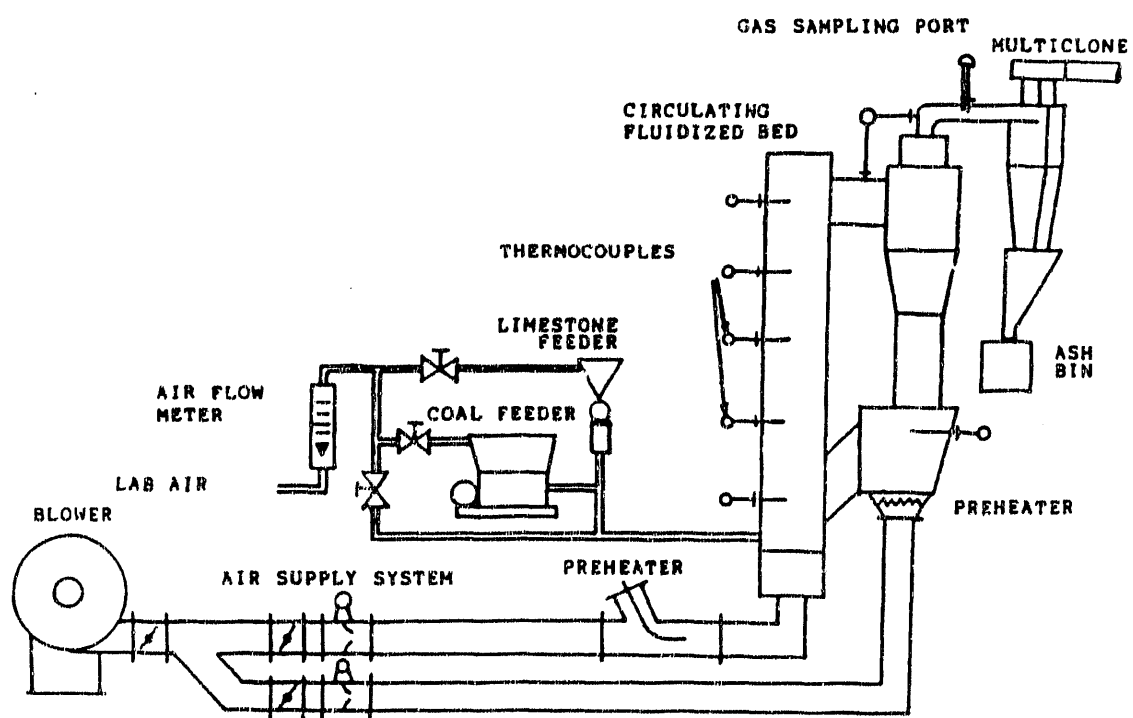 GAS SAMPLING PORT
MULTICLONE
CIRCULATING
FLUIDIZED BED
THERMOCOUPLES
LIMESTONE
FEEDER
ASH
BIN
AIR FLOW
METER
COAL FEEDER
LAB AIR
PREHEATER
BLOWER
AIR SUPPLY SYSTEM
PREHEATER